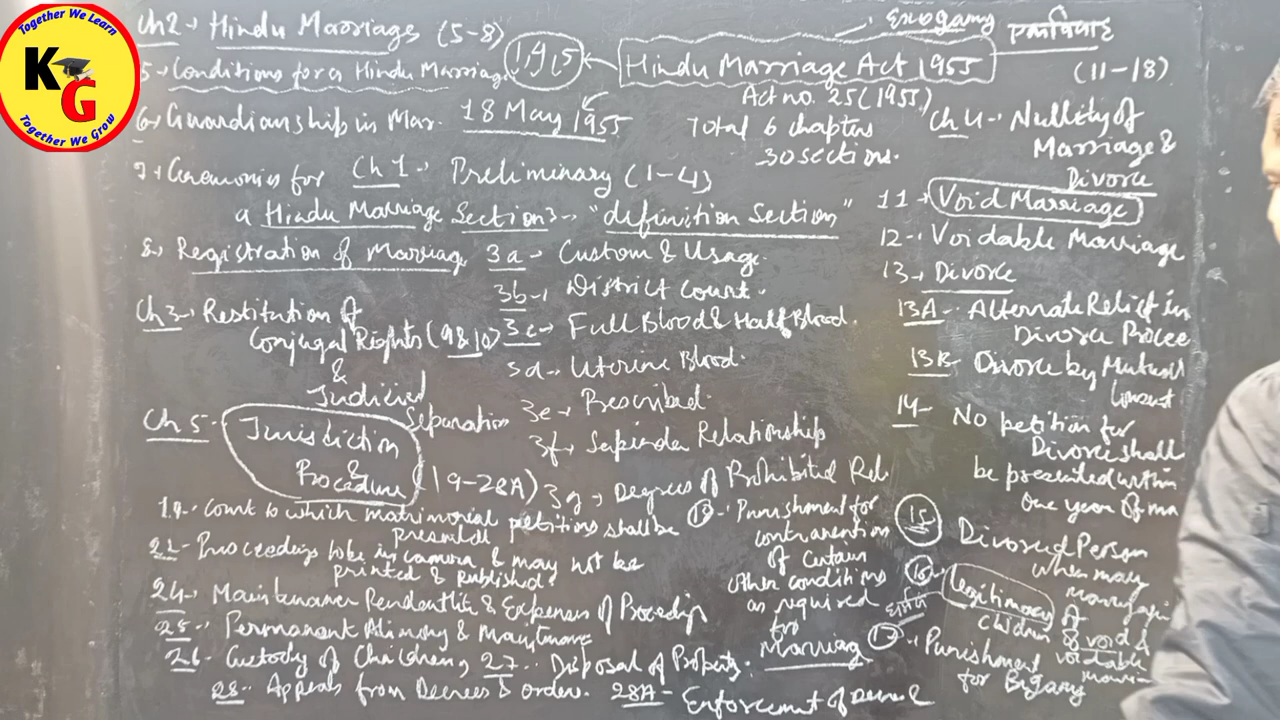 Together We Learn
KG
Together We Grow
Ch2- Hindu Marriages (5-8)
5- Conditions for a Hindu Marriage
6- Guardianship in Mar.
7- Ceremonies for
a Hindu Marriage
8- Registration of Marriage
Ch3- Restitution of
Conjugal Rights (9&10)
&
Judicial
Separation
Exogamy
Hindu Marriage Act 1955
Act no. 25 (1955)
18 May 1955
Total 6 chapters
30 sections.
Ch 1- Preliminary (1-4)
Section 3- "definition Section"
3a- Custom & Usage.
3b- District Court.
3c- Full Blood & Half Blood.
3d- Uterine Blood.
3e- Prescribed.
3f- Sapinda Relationship
3g- Degrees of Prohibited Rel.
(11-18)
Ch 4- Nullity of
Marriage &
Divorce
11- Void Marriage
12- Voidable Marriage
13- Divorce
13A- Alternate Relief in
Divorce Procee
13B- Divorce by Mutual
Consent
14- No petition for
Divorce shall
be presented within
one year of ma
15 Divorced Person
when may
marry again
16- Legitimacy of
children of void &
voidable
17- Punishment
for Bigamy
18- Punishment for
contravention
of certain
other conditions
as required
for
Marriag
Ch 5- Jurisdiction
&
Procedure (19-28A)
19- Court to which matrimonial petitions shall be
presented
22- Proceedings to be in camera & may not be
printed & published.
24- Maintenance Pendentlite & Expenses of Proceedings
25- Permanent Alimony & Maintenance
26- Custody of Children, 27- Disposal of Property.
28- Appeals from Decrees & orders. 28A- Enforcement of Decree &